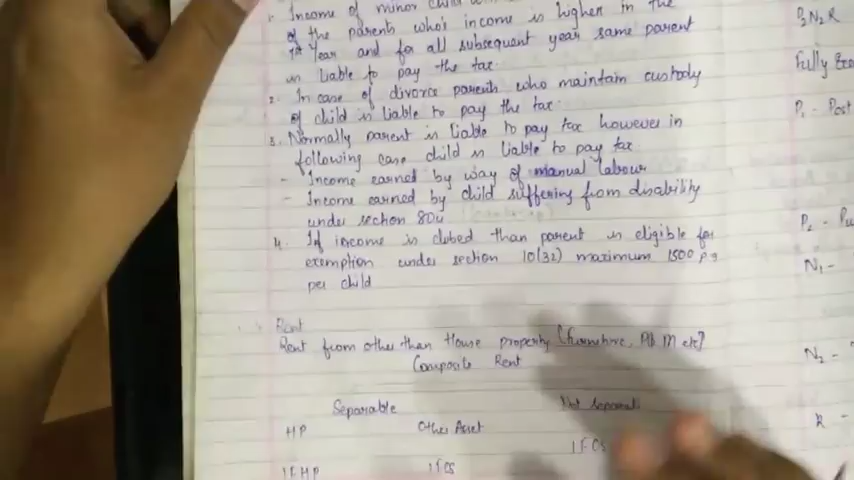 1. Income of minor child
of the parents who's income is higher in the
1st Year and for all subsequent year same parent
is liable to pay the tax.
2. In case of divorce parents who maintain custody
of child is liable to pay the tax.
3. Normally parent is liable to pay tax however in
following case child is liable to pay tax
- Income earned by way of manual labour
- Income earned by child suffering from disability
under section 80u
4. If income is clubed than parent is eligible for
exemption under section 10(32) maximum 1500 p.a
per child
Rent
Rent from other than House property [furniture, P& M etc]
Composite Rent
Separable Not separable
HP Other Asset IFOS
IFHP IFOS
P3N2R
Fully
P1 - Past
P2 -
N1 -
N2 -
R -